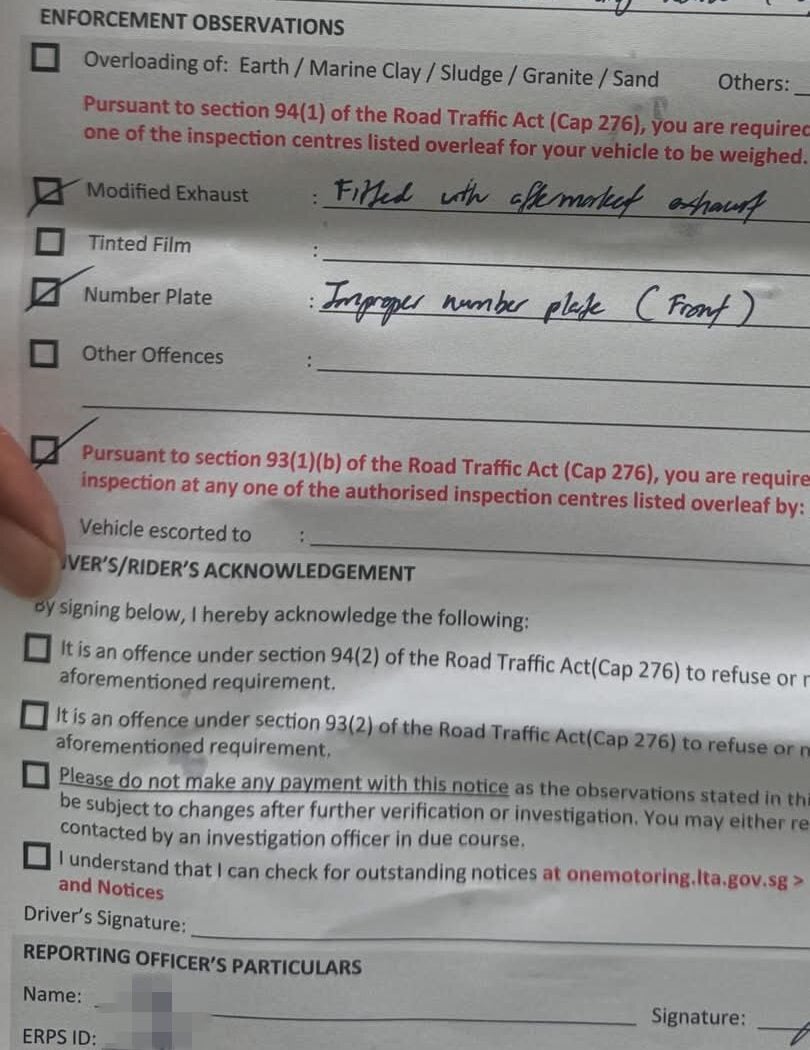 ENFORCEMENT OBSERVATIONS
Overloading of: Earth / Marine Clay / Sludge / Granite / Sand Others:
Pursuant to section 94(1) of the Road Traffic Act (Cap 276), you are required
one of the inspection centres listed overleaf for your vehicle to be weighed.
Modified Exhaust : Fitted with aftermarket exhaust
Tinted Film :
Number Plate : Improper number plate (Front)
Other Offences :
Pursuant to section 93(1)(b) of the Road Traffic Act (Cap 276), you are require
inspection at any one of the authorised inspection centres listed overleaf by:
Vehicle escorted to :
VER'S/RIDER'S ACKNOWLEDGEMENT
By signing below, I hereby acknowledge the following:
It is an offence under section 94(2) of the Road Traffic Act(Cap 276) to refuse or
aforementioned requirement.
It is an offence under section 93(2) of the Road Traffic Act(Cap 276) to refuse or
aforementioned requirement.
Please do not make any payment with this notice as the observations stated in thi
be subject to changes after further verification or investigation. You may either re
contacted by an investigation officer in due course.
I understand that I can check for outstanding notices at onemotoring.lta.gov.sg >
and Notices
Driver's Signature:
REPORTING OFFICER'S PARTICULARS
Name: Signature:
ERPS ID: